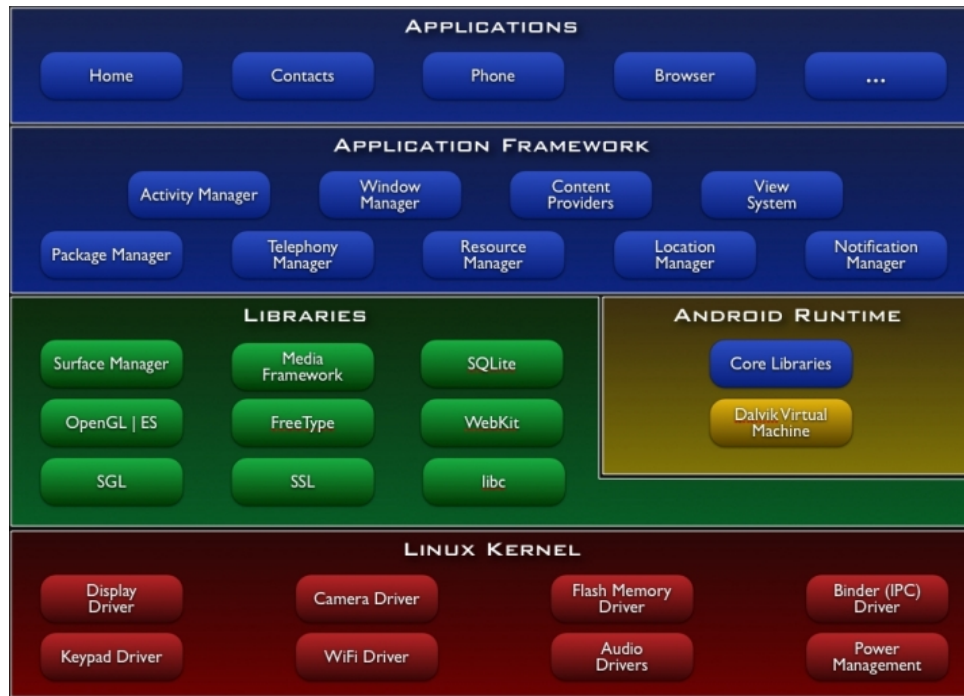 APPLICATIONS
Home
Contacts
Phone
Browser
...
APPLICATION FRAMEWORK
Activity Manager
Window
Manager
Content
Providers
View
System
Package Manager
Telephony
Manager
Resource
Manager
Location
Manager
Notification
Manager
LIBRARIES
Surface Manager
Media
Framework
SQLite
OpenGL | ES
FreeType
WebKit
SGL
SSL
libc
ANDROID RUNTIME
Core Libraries
Dalvik Virtual
Machine
LINUX KERNEL
Display
Driver
Camera Driver
Flash Memory
Driver
Binder (IPC)
Driver
Keypad Driver
WiFi Driver
Audio
Drivers
Power
Management